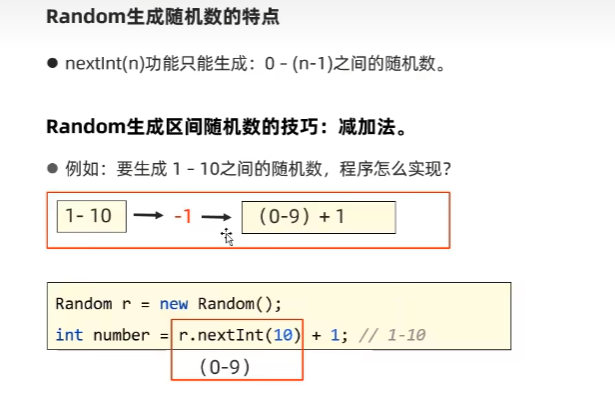 Random生成随机数的特点
● nextInt(n)功能只能生成：0 – (n-1)之间的随机数。
Random生成区间随机数的技巧：减加法。
● 例如：要生成 1 – 10之间的随机数，程序怎么实现？
1- 10 → -1 → （0-9）+ 1
Random r = new Random();
int number = r.nextInt(10) + 1; // 1-10
（0-9）